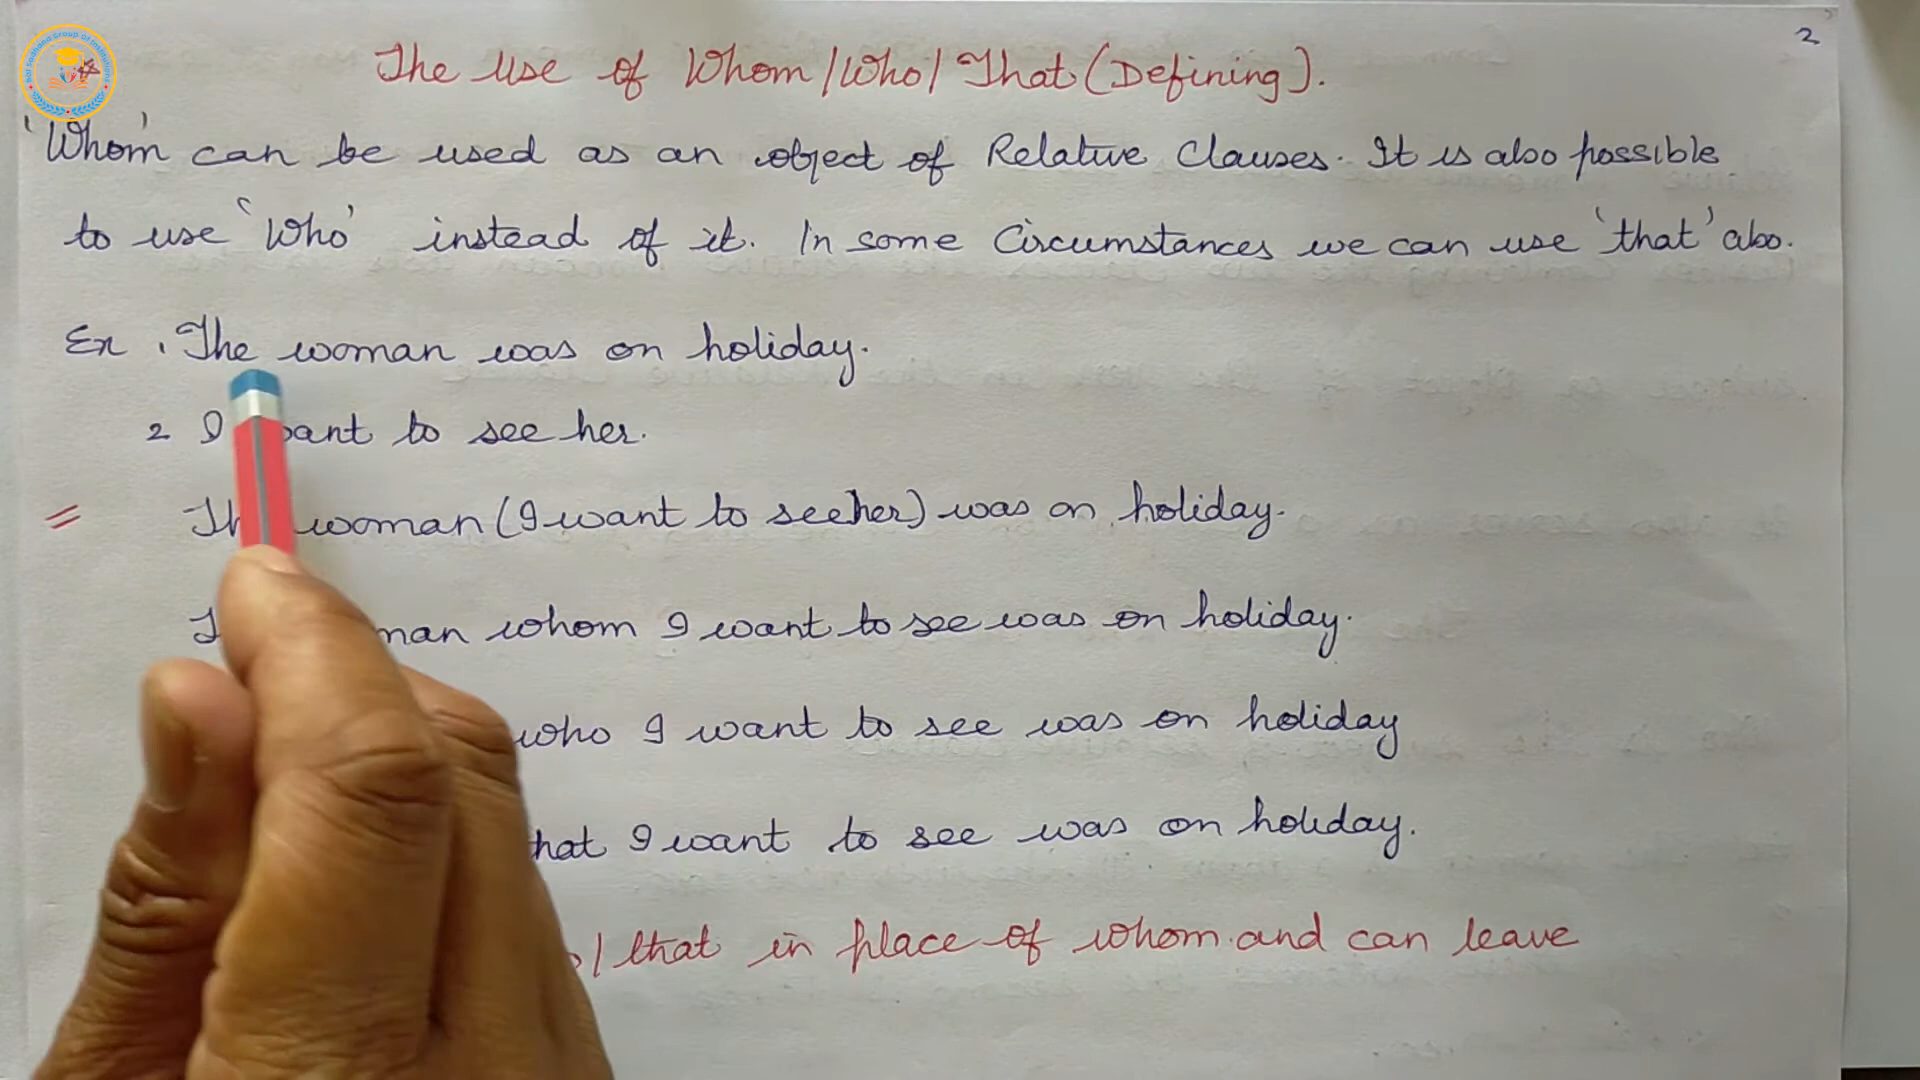 2
The Use of Whom/Who/That (Defining).
'Whom' can be used as an object of Relative Clauses. It is also possible
to use 'Who' instead of it. In some Circumstances we can use 'that' also.
Ex 1. The woman was on holiday.
2 I want to see her.
= The woman (I want to see her) was on holiday.
whom I want to see was on holiday.
who I want to see was on holiday
that I want to see was on holiday.
/ that in place of whom and can leave